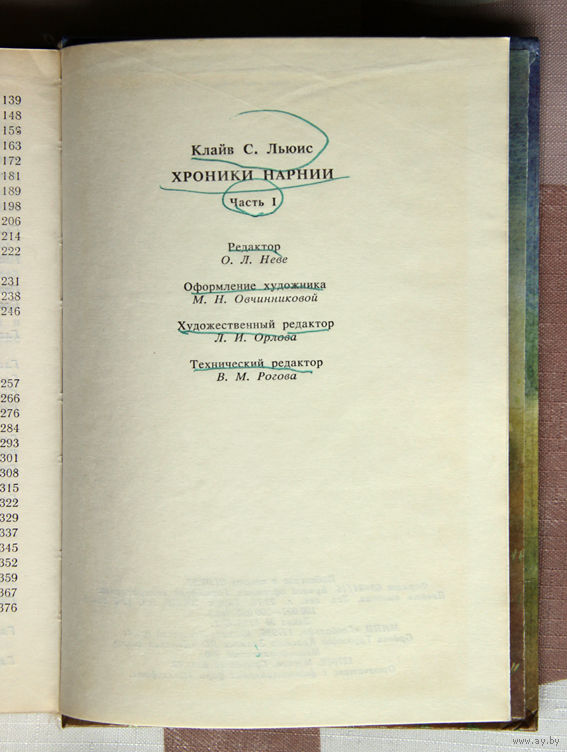 139
148
158
163
172
181
189
198
206
214
222
231
238
246
257
266
276
284
293
301
308
315
322
329
337
345
352
359
367
376
Клайв С. Льюис
ХРОНИКИ НАРНИИ
Часть I
Редактор
О. Л. Неве
Оформление художника
М. Н. Овчинниковой
Художественный редактор
Л. И. Орлова
Технический редактор
В. М. Рогова
www.ay.by